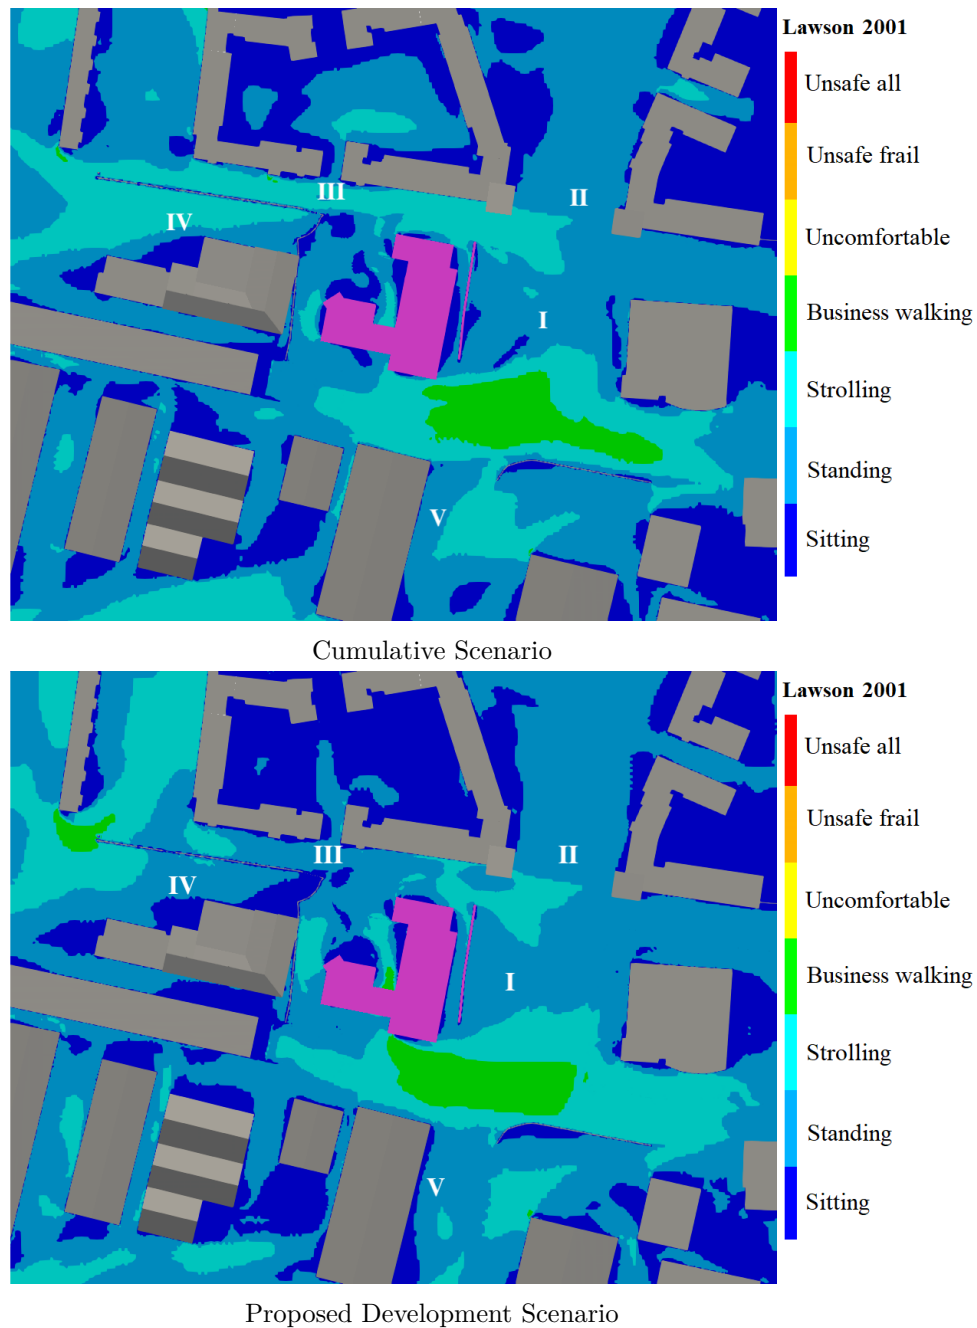 Lawson 2001
Unsafe all
Unsafe frail
Uncomfortable
Business walking
Strolling
Standing
Sitting
III
II
IV
I
V
Cumulative Scenario
Lawson 2001
Unsafe all
Unsafe frail
Uncomfortable
Business walking
Strolling
Standing
Sitting
III
II
IV
I
V
Proposed Development Scenario